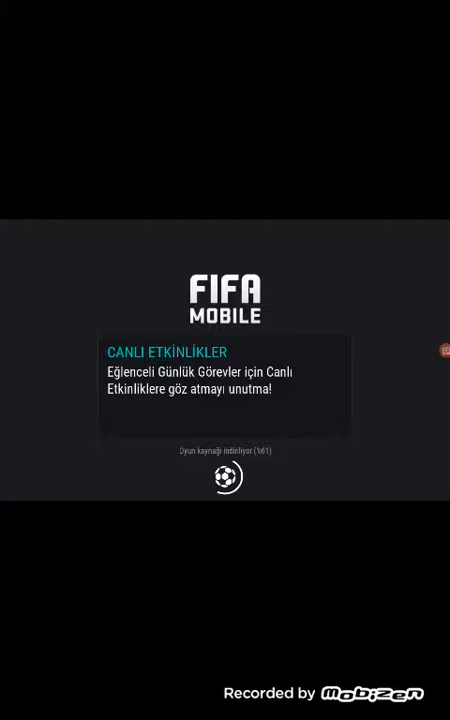 FIFA
MOBILE
CANLI ETKİNLİKLER
Eğlenceli Günlük Görevler için Canlı
Etkinliklere göz atmayı unutma!
Oyun kaynağı indiriliyor (%61)
Recorded by mobizen